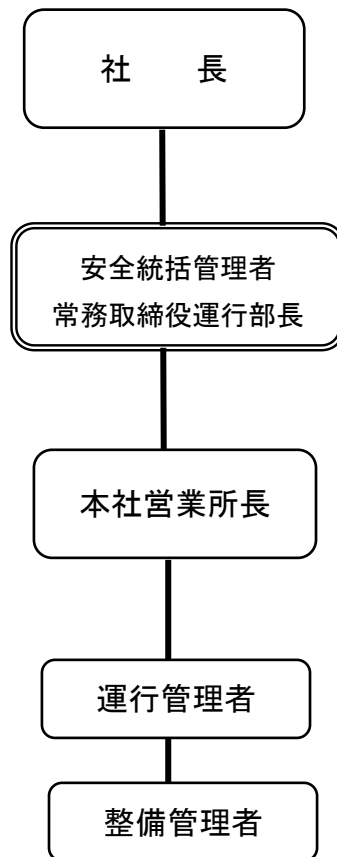 社　　長
安全統括管理者
常務取締役運行部長
本社営業所長
運行管理者
整備管理者